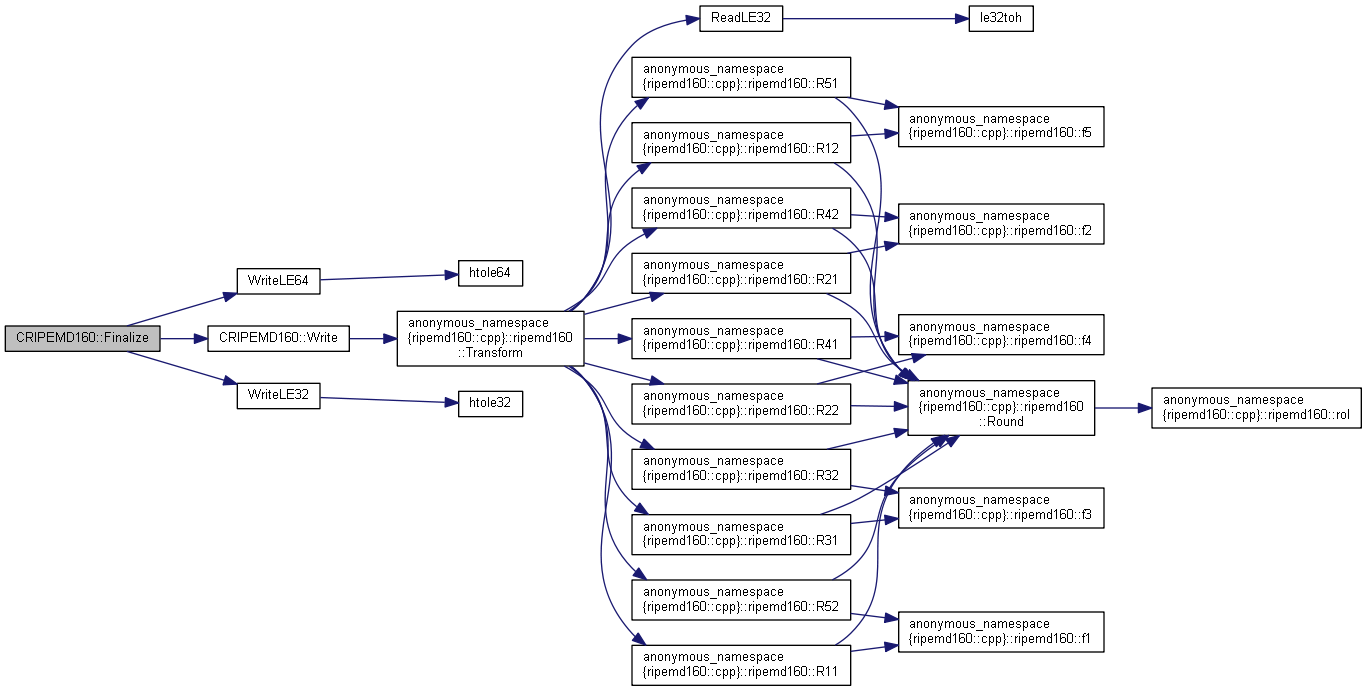 CRIPEMD160::Finalize
WriteLE64
CRIPEMD160::Write
WriteLE32
htole64
anonymous_namespace
{ripemd160::cpp}::ripemd160
::Transform
htole32
ReadLE32
anonymous_namespace
{ripemd160::cpp}::ripemd160::R51
anonymous_namespace
{ripemd160::cpp}::ripemd160::R12
anonymous_namespace
{ripemd160::cpp}::ripemd160::R42
anonymous_namespace
{ripemd160::cpp}::ripemd160::R21
anonymous_namespace
{ripemd160::cpp}::ripemd160::R41
anonymous_namespace
{ripemd160::cpp}::ripemd160::R22
anonymous_namespace
{ripemd160::cpp}::ripemd160::R32
anonymous_namespace
{ripemd160::cpp}::ripemd160::R31
anonymous_namespace
{ripemd160::cpp}::ripemd160::R52
anonymous_namespace
{ripemd160::cpp}::ripemd160::R11
le32toh
anonymous_namespace
{ripemd160::cpp}::ripemd160::f5
anonymous_namespace
{ripemd160::cpp}::ripemd160::f2
anonymous_namespace
{ripemd160::cpp}::ripemd160::f4
anonymous_namespace
{ripemd160::cpp}::ripemd160
::Round
anonymous_namespace
{ripemd160::cpp}::ripemd160::f3
anonymous_namespace
{ripemd160::cpp}::ripemd160::f1
anonymous_namespace
{ripemd160::cpp}::ripemd160::rol